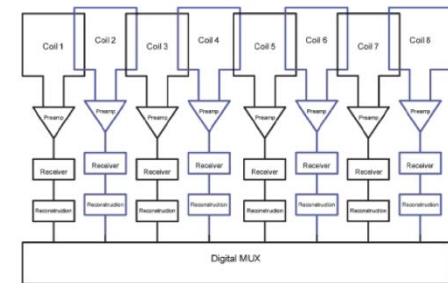 Coil 1 Coil 2 Coil 3 Coil 4 Coil 5 Coil 6 Coil 7 Coil 8
Preamp Preamp Preamp Preamp Preamp Preamp Preamp Preamp
Receiver Receiver Receiver Receiver Receiver Receiver Receiver Receiver
Reconstruction Reconstruction Reconstruction Reconstruction Reconstruction Reconstruction Reconstruction Reconstruction
Digital MUX